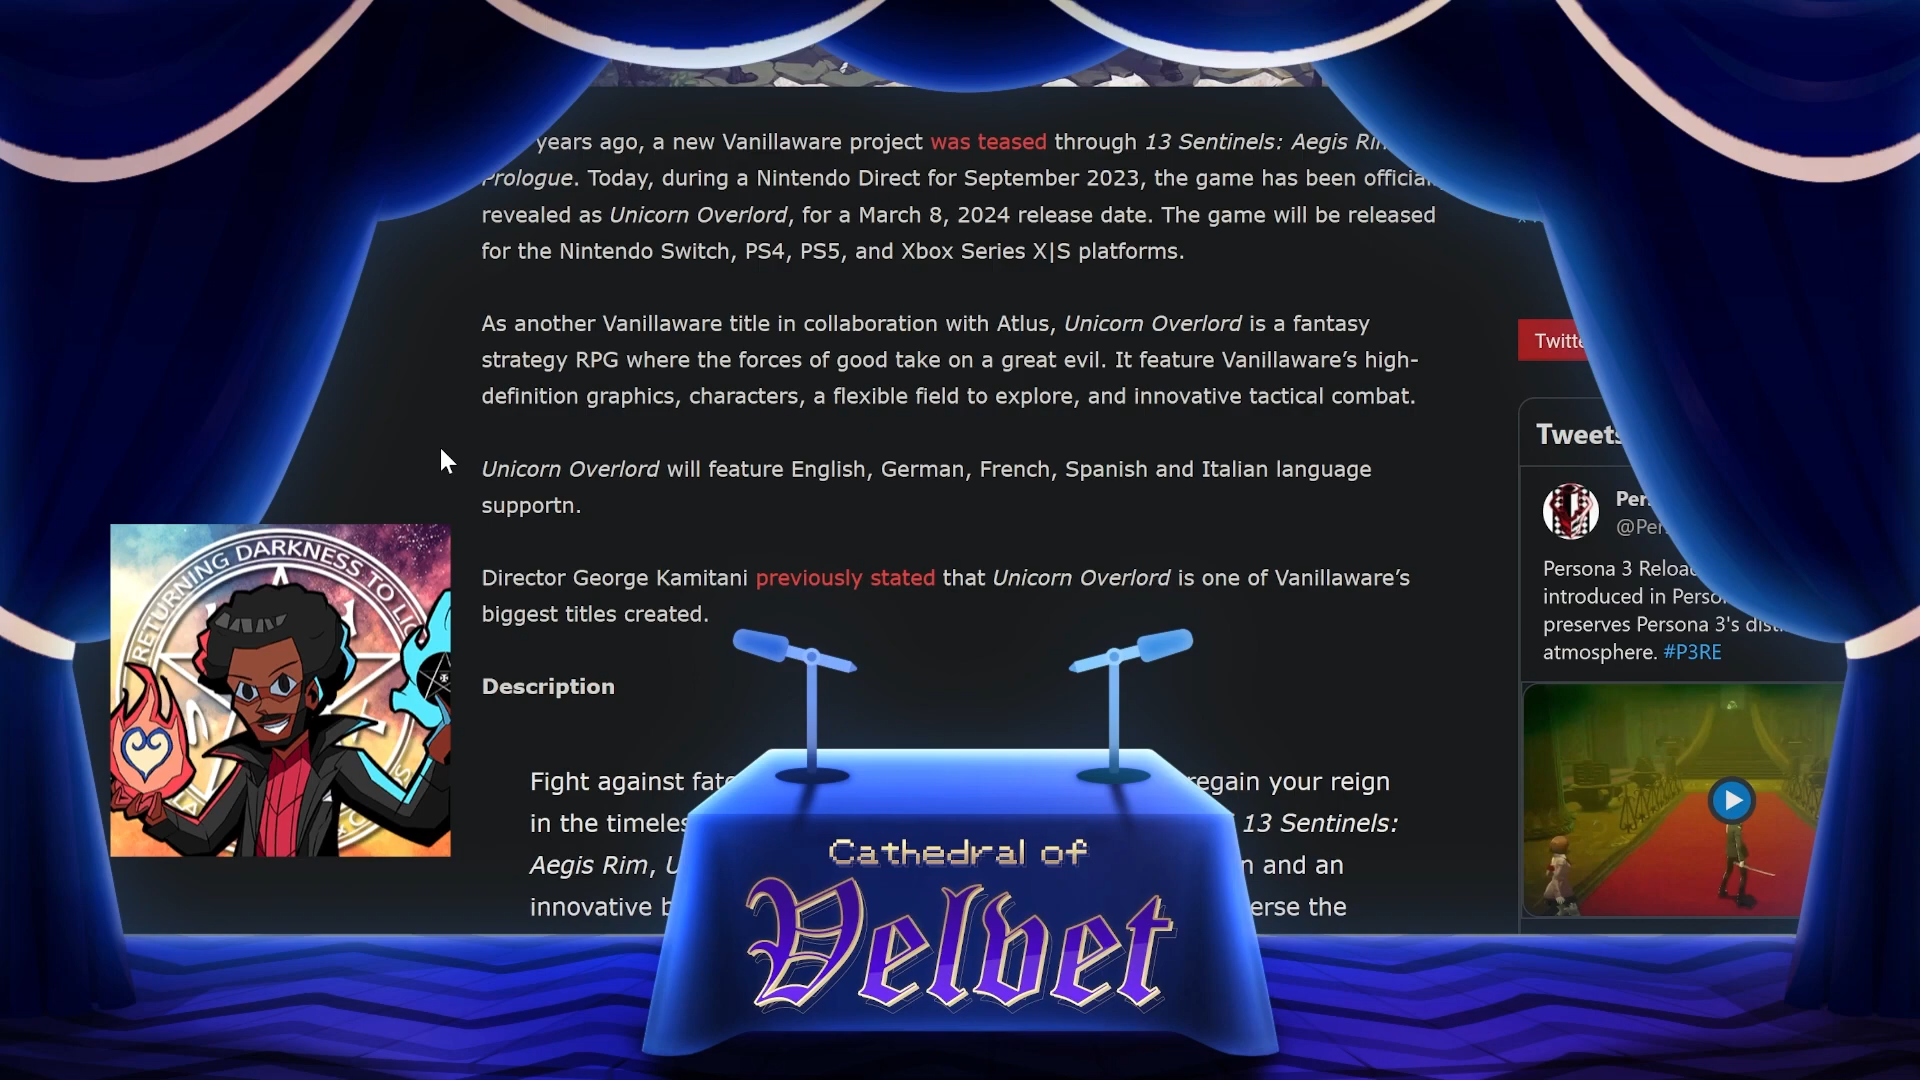 years ago, a new Vanillaware project was teased through 13 Sentinels: Aegis
Prologue. Today, during a Nintendo Direct for September 2023, the game has been
revealed as Unicorn Overlord, for a March 8, 2024 release date. The game will be released
for the Nintendo Switch, PS4, PS5, and Xbox Series X|S platforms.
As another Vanillaware title in collaboration with Atlus, Unicorn Overlord is a fantasy
strategy RPG where the forces of good take on a great evil. It feature Vanillaware’s high-
definition graphics, characters, a flexible field to explore, and innovative tactical combat.
Unicorn Overlord will feature English, German, French, Spanish and Italian language
supportn.
Director George Kamitani previously stated that Unicorn Overlord is one of Vanillaware’s
biggest titles created.
Description
Fight against regain your reign
in the 13 Sentinels:
Aegis Rim, and an
innovative the
Tweets
Persona 3
introduced in
preserves Persona 3's
atmosphere. #P3RE
RETURNING DARKNESS TO
Cathedral of
Velvet